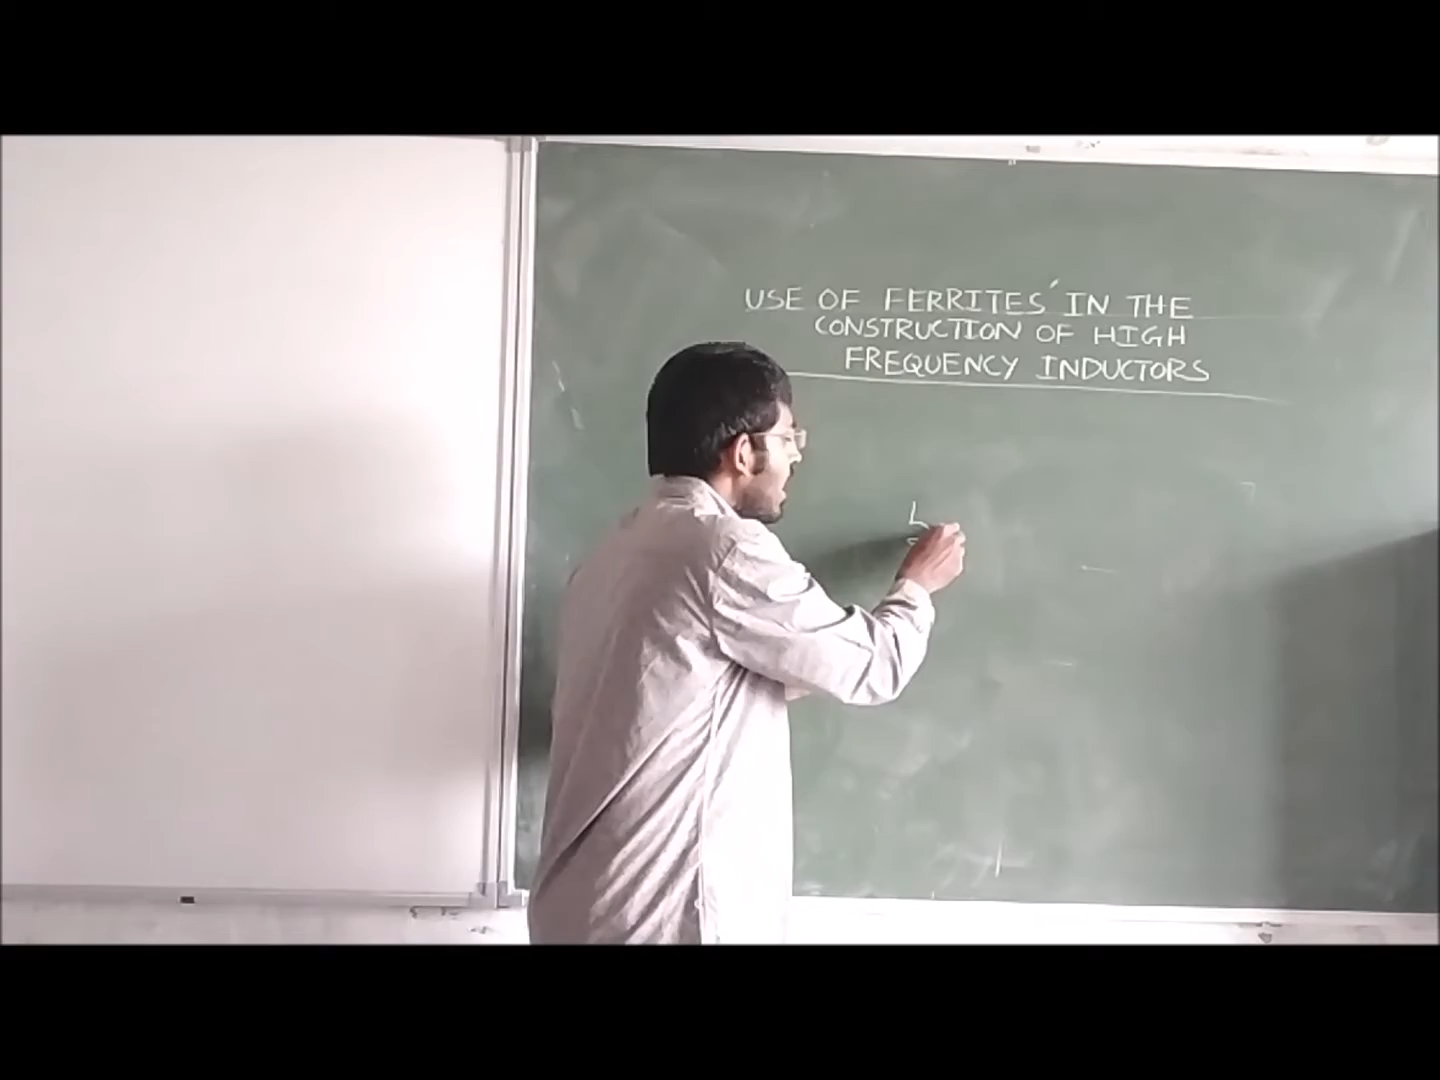 USE OF FERRITES IN THE
CONSTRUCTION OF HIGH
FREQUENCY INDUCTORS
L